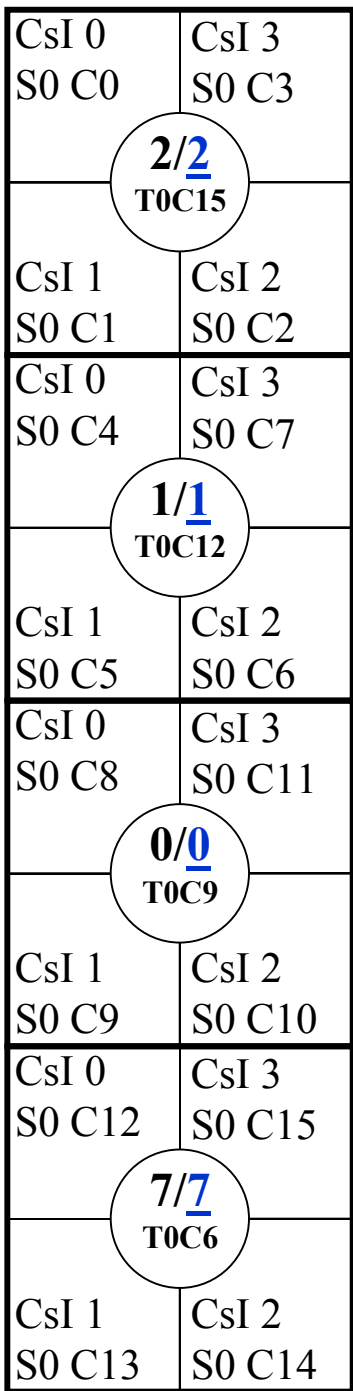 CsI 0
S0 C0
CsI 3
S0 C3
2/2
T0C15
CsI 1
S0 C1
CsI 2
S0 C2
CsI 0
S0 C4
CsI 3
S0 C7
1/1
T0C12
CsI 1
S0 C5
CsI 2
S0 C6
CsI 0
S0 C8
CsI 3
S0 C11
0/0
T0C9
CsI 1
S0 C9
CsI 2
S0 C10
CsI 0
S0 C12
CsI 3
S0 C15
7/7
T0C6
CsI 1
S0 C13
CsI 2
S0 C14